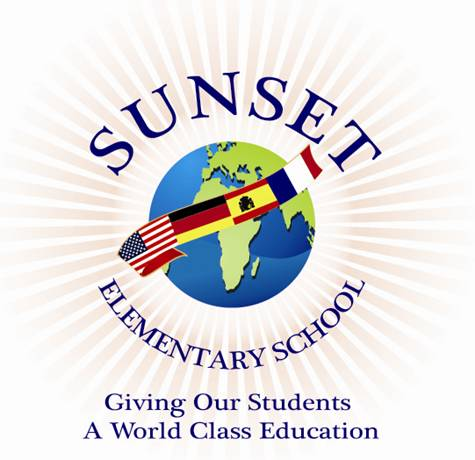 SUNSET
ELEMENTARY SCHOOL
Giving Our Students
A World Class Education